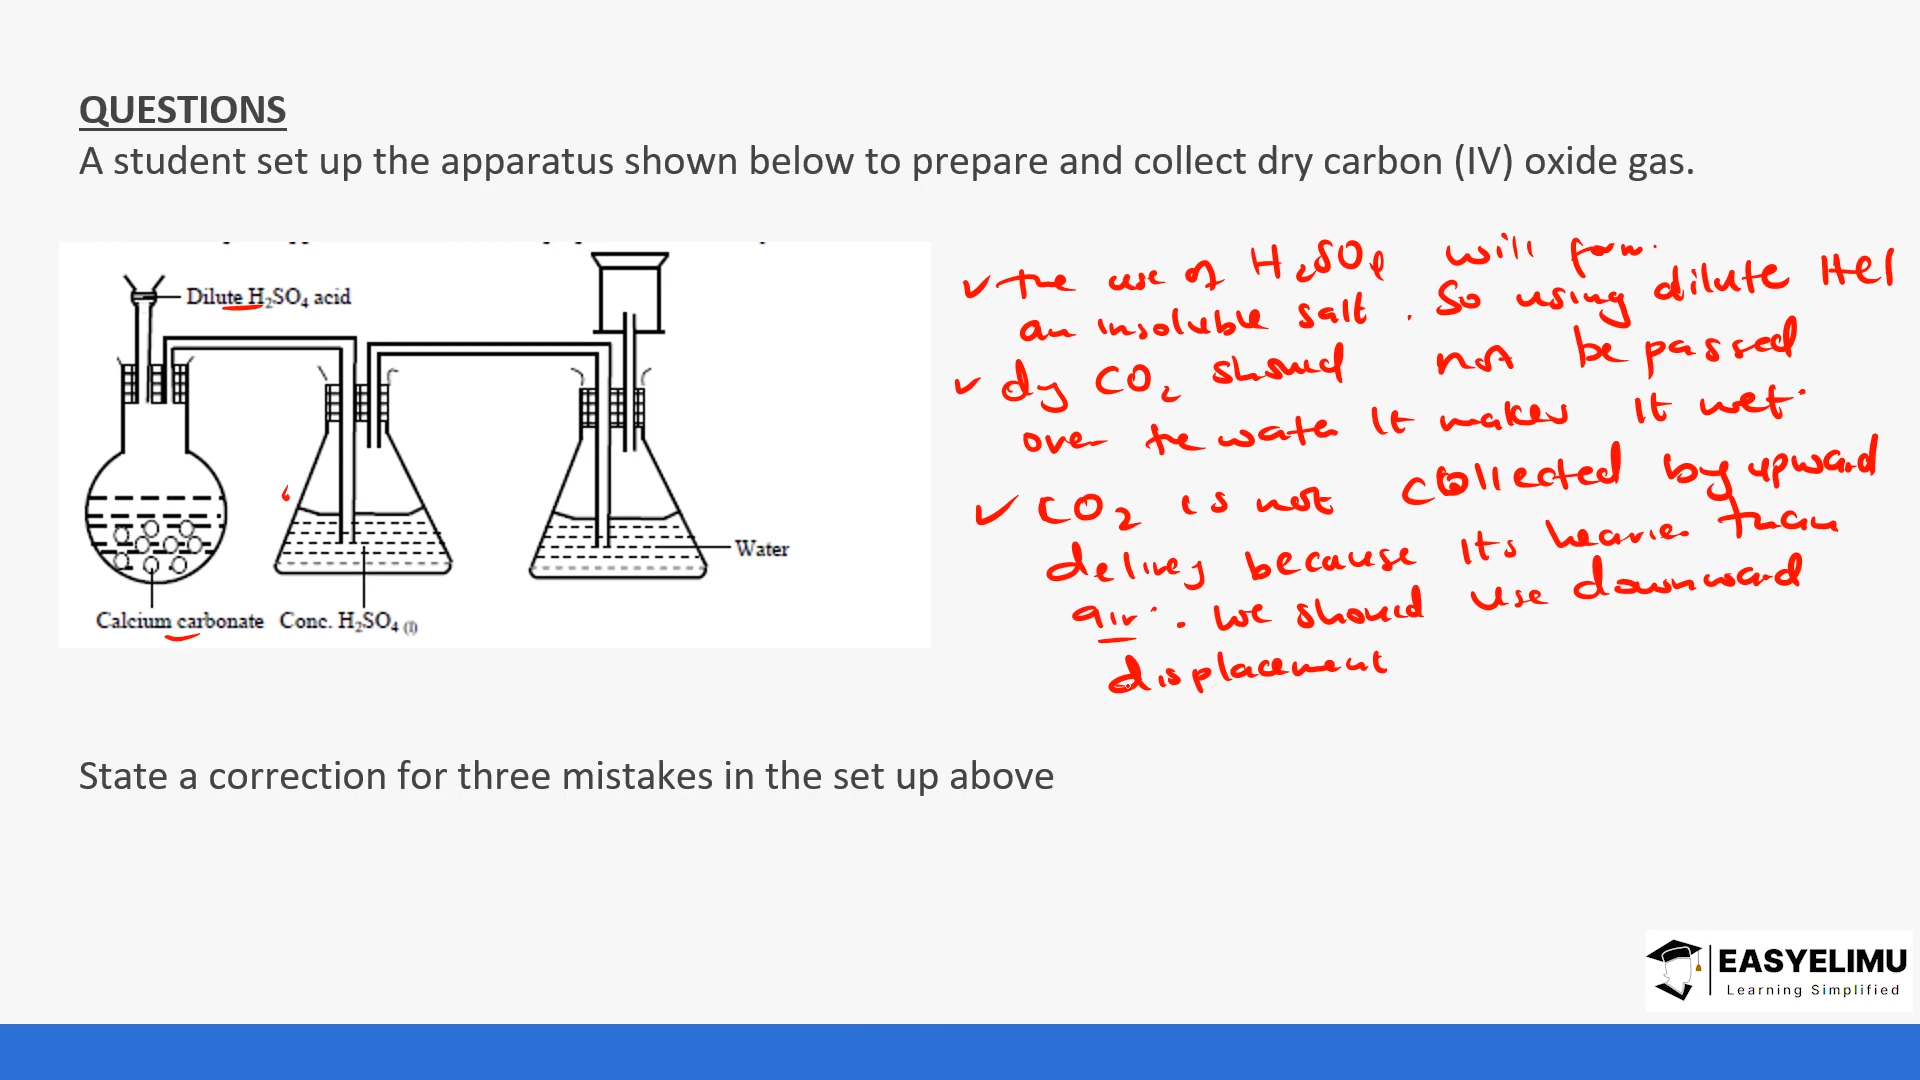 QUESTIONS
A student set up the apparatus shown below to prepare and collect dry carbon (IV) oxide gas.
Dilute H₂SO₄ acid
Water
Calcium carbonate
Conc. H₂SO₄ (l)
✓ the use of H₂SO₄ will form.
an insoluble salt. So using dilute HCl
✓ dry CO₂ should not be passed
over the water it makes it wet.
✓ CO₂ is not collected by upward
delivery because its heavier than
air. We should use downward
displacement
State a correction for three mistakes in the set up above
EASYELIMU
Learning Simplified